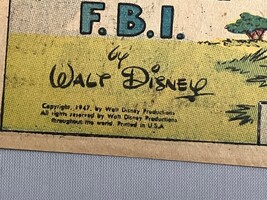 F.B.I.
by
WALT DISNEY
Copyright, 1947, by Walt Disney Productions
All rights reserved by Walt Disney Productions
throughout the world. Printed in U.S.A